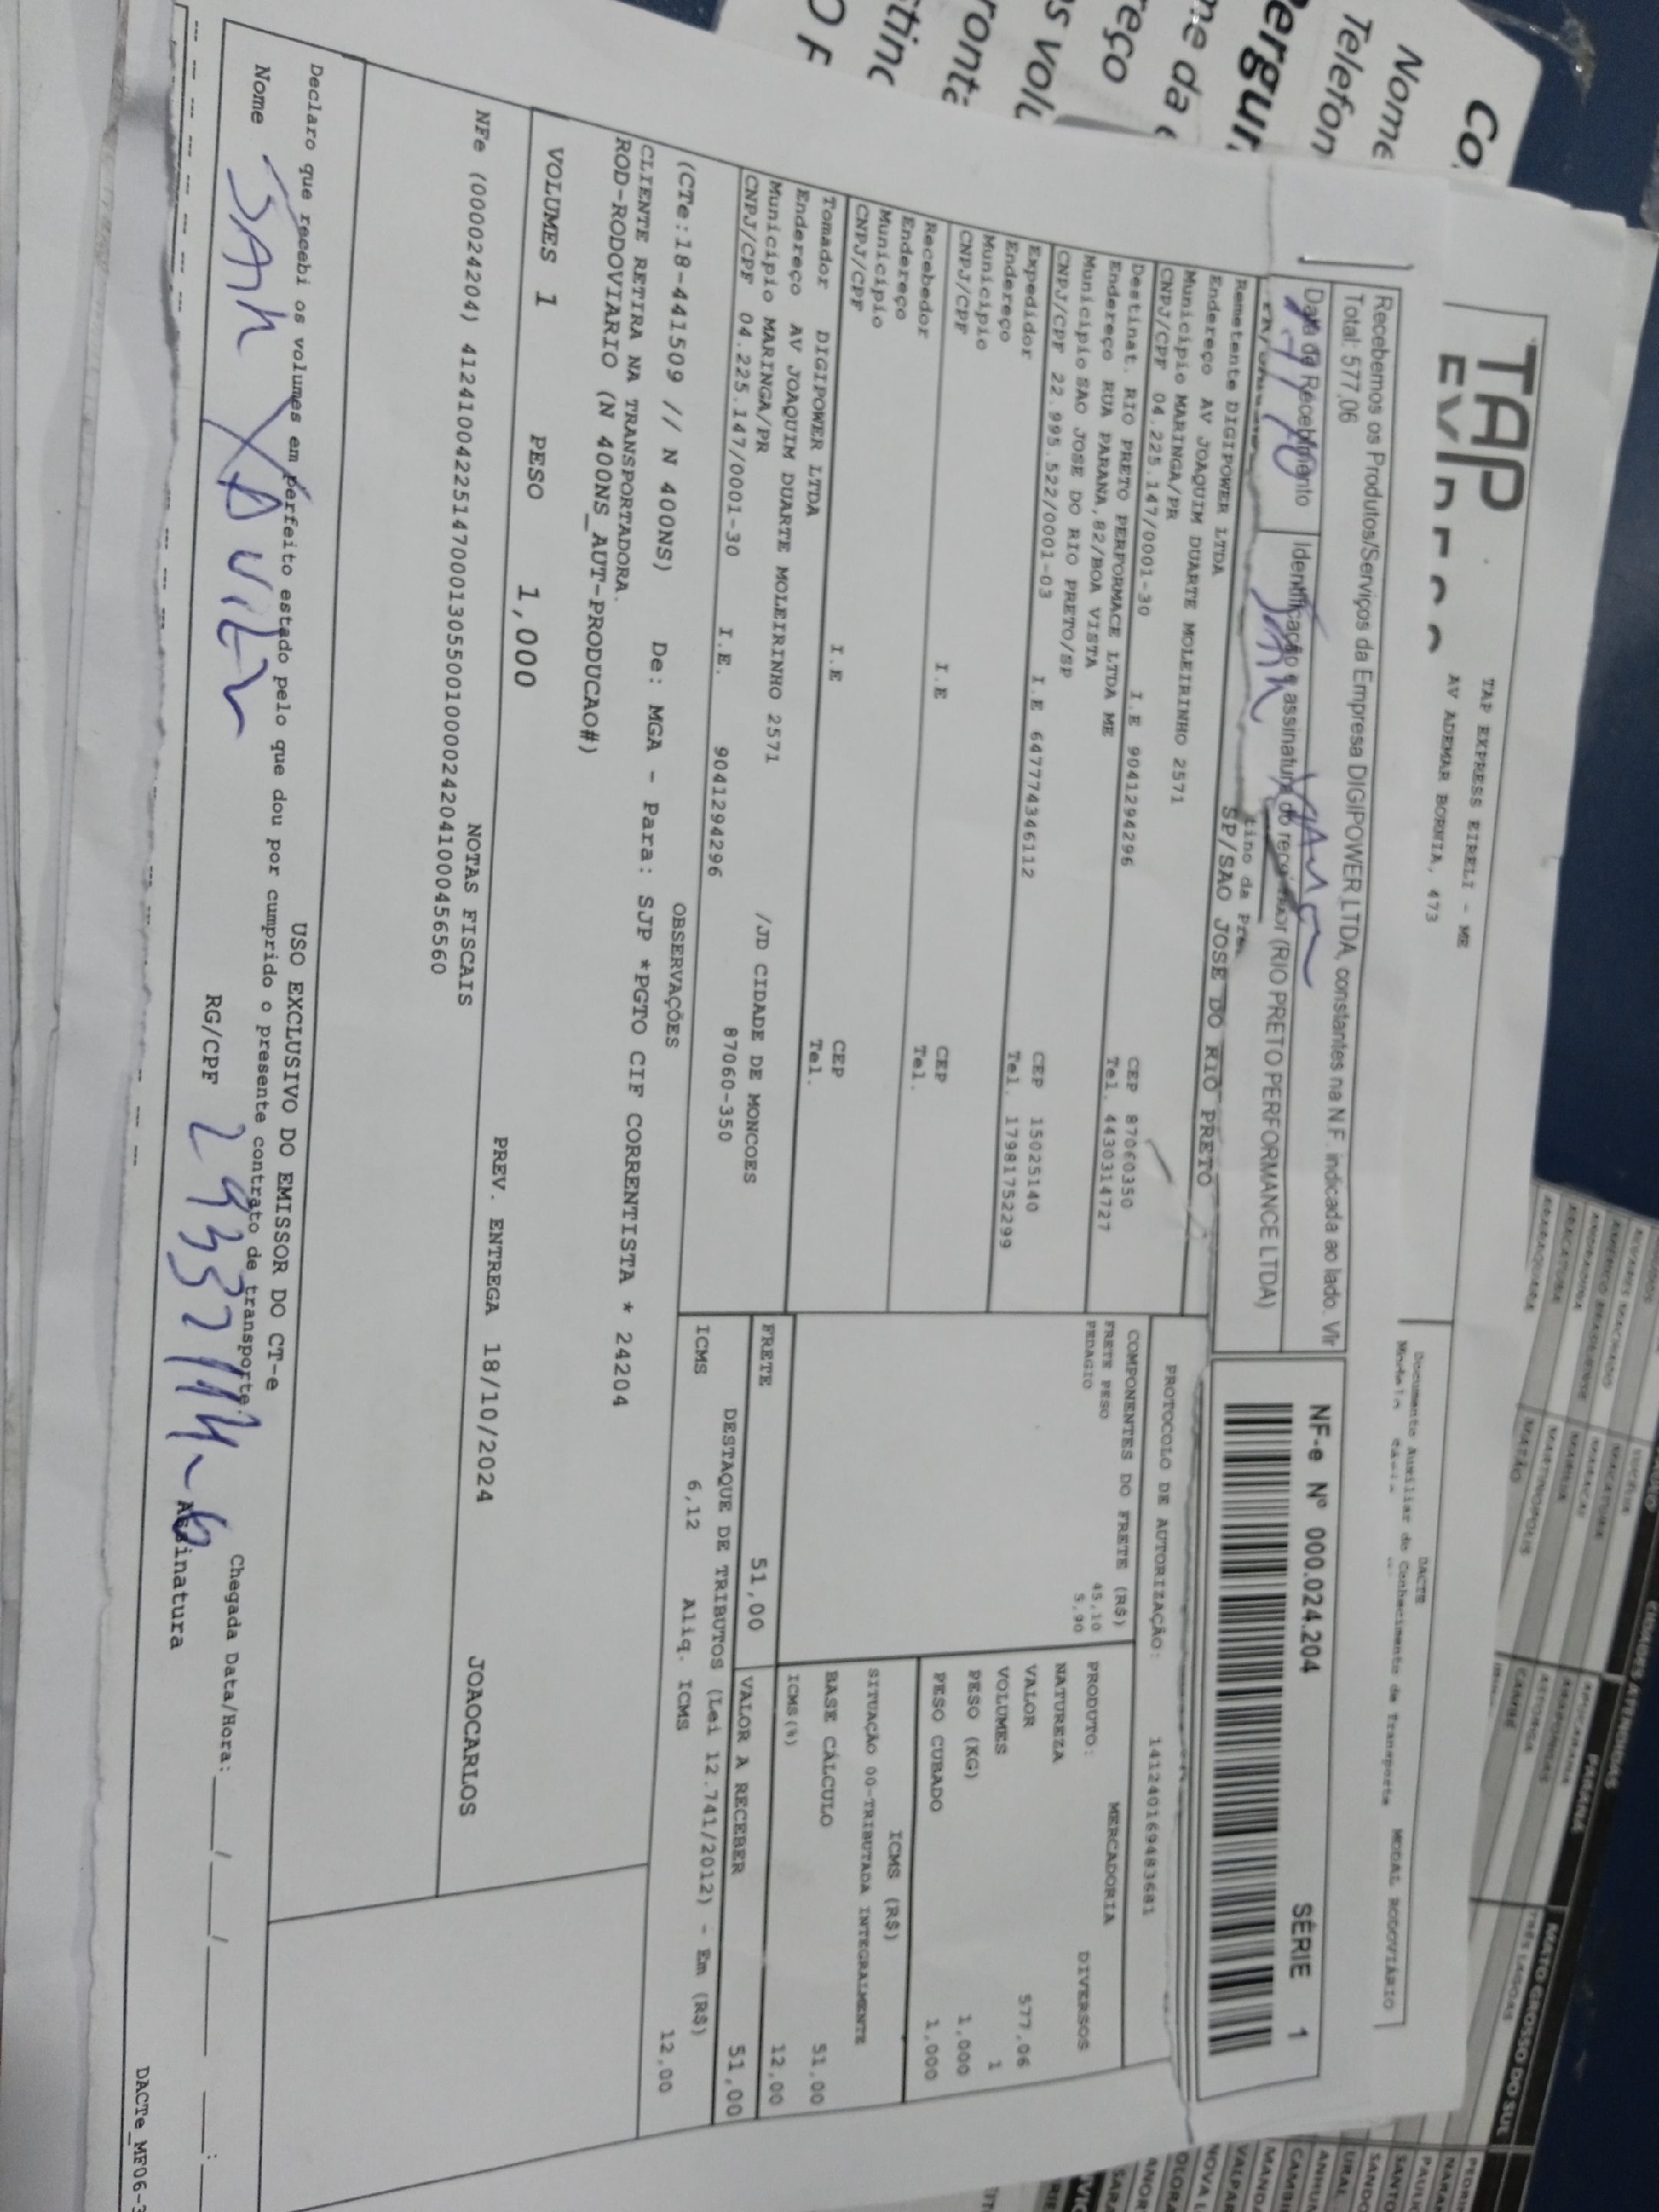 TAP
TAP EXPRESS EIRELI - ME
AV ADEMAR BORNIA, 473
DACTE
Documento Auxiliar do Conhecimento de Transporte
MODAL RODOVIÁRIO
Recebemos os Produtos/Serviços da Empresa DIGIPOWER LTDA, constantes na N.F. indicada ao lado. Vlr
Total: 577,06
Data de Recebimento
Identificação e assinatura do recebedor (RIO PRETO PERFORMANCE LTDA)
NF-e Nº 000.024.204
SÉRIE 1
SP/SAO JOSE DO RIO PRETO
PROTOCOLO DE AUTORIZAÇÃO: 141240169483681
Remetente DIGIPOWER LTDA
Endereço AV JOAQUIM DUARTE MOLEIRINHO 2571
Município MARINGA/PR CEP 87060350
CNPJ/CPF 04.225.147/0001-30 I.E 9041294296 Tel. 4430314727
Destinat. RIO PRETO PERFORMACE LTDA ME
Endereço RUA PARANA,82/BOA VISTA
Município SAO JOSE DO RIO PRETO/SP CEP 15025140
CNPJ/CPF 22.995.522/0001-03 I.E 647774346112 Tel. 17981752299
Expedidor
Endereço
Município CEP
CNPJ/CPF I.E Tel.
Recebedor
Endereço
Município CEP
CNPJ/CPF I.E Tel.
Tomador DIGIPOWER LTDA
Endereço AV JOAQUIM DUARTE MOLEIRINHO 2571 /JD CIDADE DE MONCOES
Município MARINGA/PR 87060-350
CNPJ/CPF 04.225.147/0001-30 I.E. 9041294296
COMPONENTES DO FRETE (R$)
FRETE PESO 45,10
PEDAGIO 5,90
MERCADORIA
PRODUTO: DIVERSOS
NATUREZA
VALOR 577,06
VOLUMES 1
PESO (KG) 1,000
PESO CUBADO 1,000
ICMS (R$)
SITUAÇÃO 00-TRIBUTADA INTEGRALMENTE
BASE CÁLCULO 51,00
ICMS(%) 12,00
FRETE 51,00
VALOR A RECEBER 51,00
DESTAQUE DE TRIBUTOS (Lei 12.741/2012) - Em (R$)
ICMS 6,12 Aliq. ICMS 12,00
OBSERVAÇÕES
(CTe:18-441509 // N 400NS) De: MGA - Para: SJP *PGTO CIF CORRENTISTA * 24204
CLIENTE RETIRA NA TRANSPORTADORA.
ROD-RODOVIARIO (N 400NS_AUT-PRODUCAO#)
VOLUMES 1 PESO 1,000 PREV. ENTREGA 18/10/2024 JOAOCARLOS
NOTAS FISCAIS
NFe (000024204) 41241004225147000130550010000242041000456560
USO EXCLUSIVO DO EMISSOR DO CT-e
Declaro que recebi os volumes em perfeito estado pelo que dou por cumprido o presente contrato de transporte.
Chegada Data/Hora: ____/____/______ ____:__
Nome
RG/CPF
Assinatura